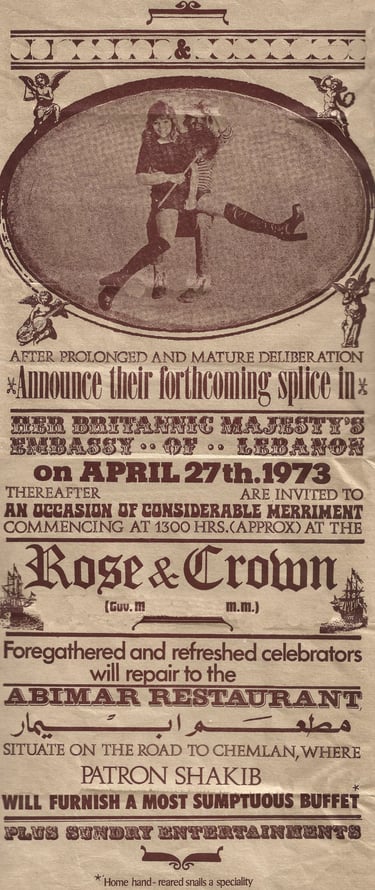 &
AFTER PROLONGED AND MATURE DELIBERATION
*Announce their forthcoming splice in*
HER BRITANNIC MAJESTY'S
EMBASSY ·· OF ·· LEBANON
on APRIL 27th.1973
THEREAFTER ARE INVITED TO
AN OCCASION OF CONSIDERABLE MERRIMENT
COMMENCING AT 1300 HRS.(APPROX) AT THE
Rose & Crown
(Guv. M m.m.)
Foregathered and refreshed celebrators
will repair to the
ABIMAR RESTAURANT
مطعم ابيمار
SITUATE ON THE ROAD TO CHEMLAN, WHERE
PATRON SHAKIB
WILL FURNISH A MOST SUMPTUOUS BUFFET*
PLUS SUNDRY ENTERTAINMENTS
*Home hand-reared snails a speciality